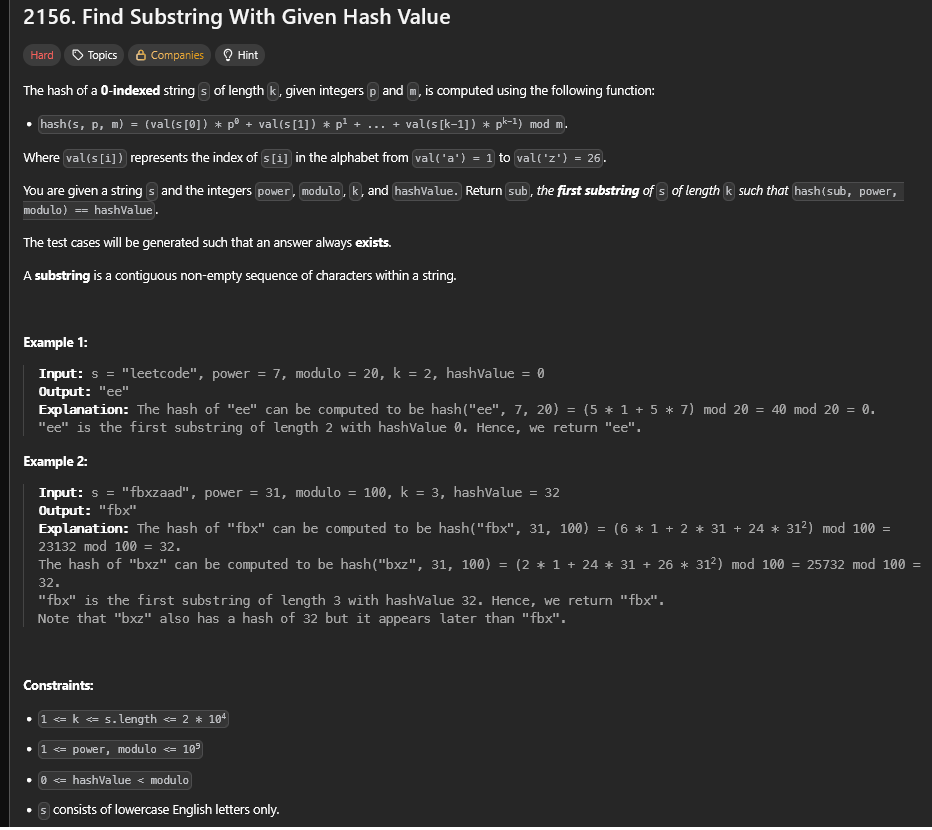 2156. Find Substring With Given Hash Value
Hard Topics Companies Hint
The hash of a 0-indexed string s of length k, given integers p and m, is computed using the following function:
• hash(s, p, m) = (val(s[0]) * p⁰ + val(s[1]) * p¹ + ... + val(s[k-1]) * pᵏ⁻¹) mod m.
Where val(s[i]) represents the index of s[i] in the alphabet from val('a') = 1 to val('z') = 26.
You are given a string s and the integers power, modulo, k, and hashValue. Return sub, the first substring of s of length k such that hash(sub, power,
modulo) == hashValue.
The test cases will be generated such that an answer always exists.
A substring is a contiguous non-empty sequence of characters within a string.
Example 1:
Input: s = "leetcode", power = 7, modulo = 20, k = 2, hashValue = 0
Output: "ee"
Explanation: The hash of "ee" can be computed to be hash("ee", 7, 20) = (5 * 1 + 5 * 7) mod 20 = 40 mod 20 = 0.
"ee" is the first substring of length 2 with hashValue 0. Hence, we return "ee".
Example 2:
Input: s = "fbxzaad", power = 31, modulo = 100, k = 3, hashValue = 32
Output: "fbx"
Explanation: The hash of "fbx" can be computed to be hash("fbx", 31, 100) = (6 * 1 + 2 * 31 + 24 * 31²) mod 100 =
23132 mod 100 = 32.
The hash of "bxz" can be computed to be hash("bxz", 31, 100) = (2 * 1 + 24 * 31 + 26 * 31²) mod 100 = 25732 mod 100 =
32.
"fbx" is the first substring of length 3 with hashValue 32. Hence, we return "fbx".
Note that "bxz" also has a hash of 32 but it appears later than "fbx".
Constraints:
• 1 <= k <= s.length <= 2 * 10⁴
• 1 <= power, modulo <= 10⁹
• 0 <= hashValue < modulo
• s consists of lowercase English letters only.